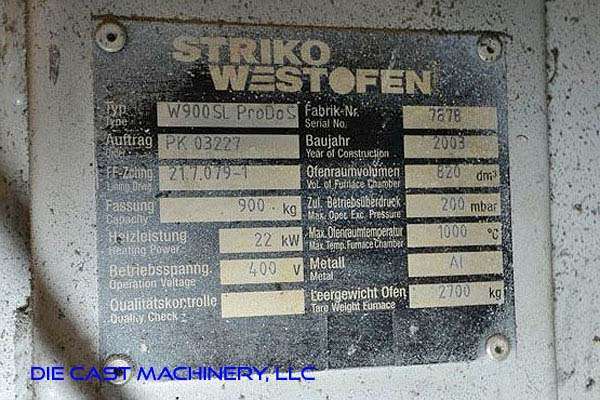 STRIKO
WESTOFEN
Typ W900SL ProDoS Fabrik-Nr. 7878
Type Serial No.
Auftrag PK 03227 Baujahr 2003
Order Year of Construction
FF-Zchng 21.7.079-1 Ofenraumvolumen 820 dm³
Lining Drwg Vol. of Furnace Chamber
Fassung 900 kg Zul. Betriebsüberdruck 200 mbar
Capacity Max. Oper. Exc. Pressure
Heizleistung 22 kW Max. Ofenraumtemperatur 1000 °C
Heating Power Max. Temp. Furnace Chamber
Betriebsspanng. 400 V Metall Al
Operation Voltage Metal
Qualitätskontrolle Leergewicht Ofen 2700 kg
Quality Check Tare Weight Furnace
DIE CAST MACHINERY, LLC